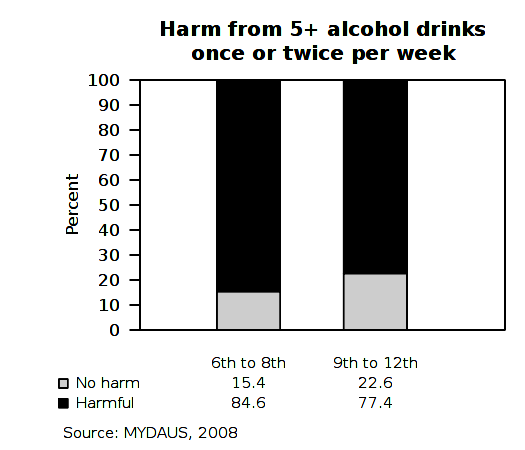 Harm from 5+ alcohol drinks
once or twice per week
100
90
80
70
60
50
40
30
20
10
0
Percent
6th to 8th 9th to 12th
No harm 15.4 22.6
Harmful 84.6 77.4
Source: MYDAUS, 2008